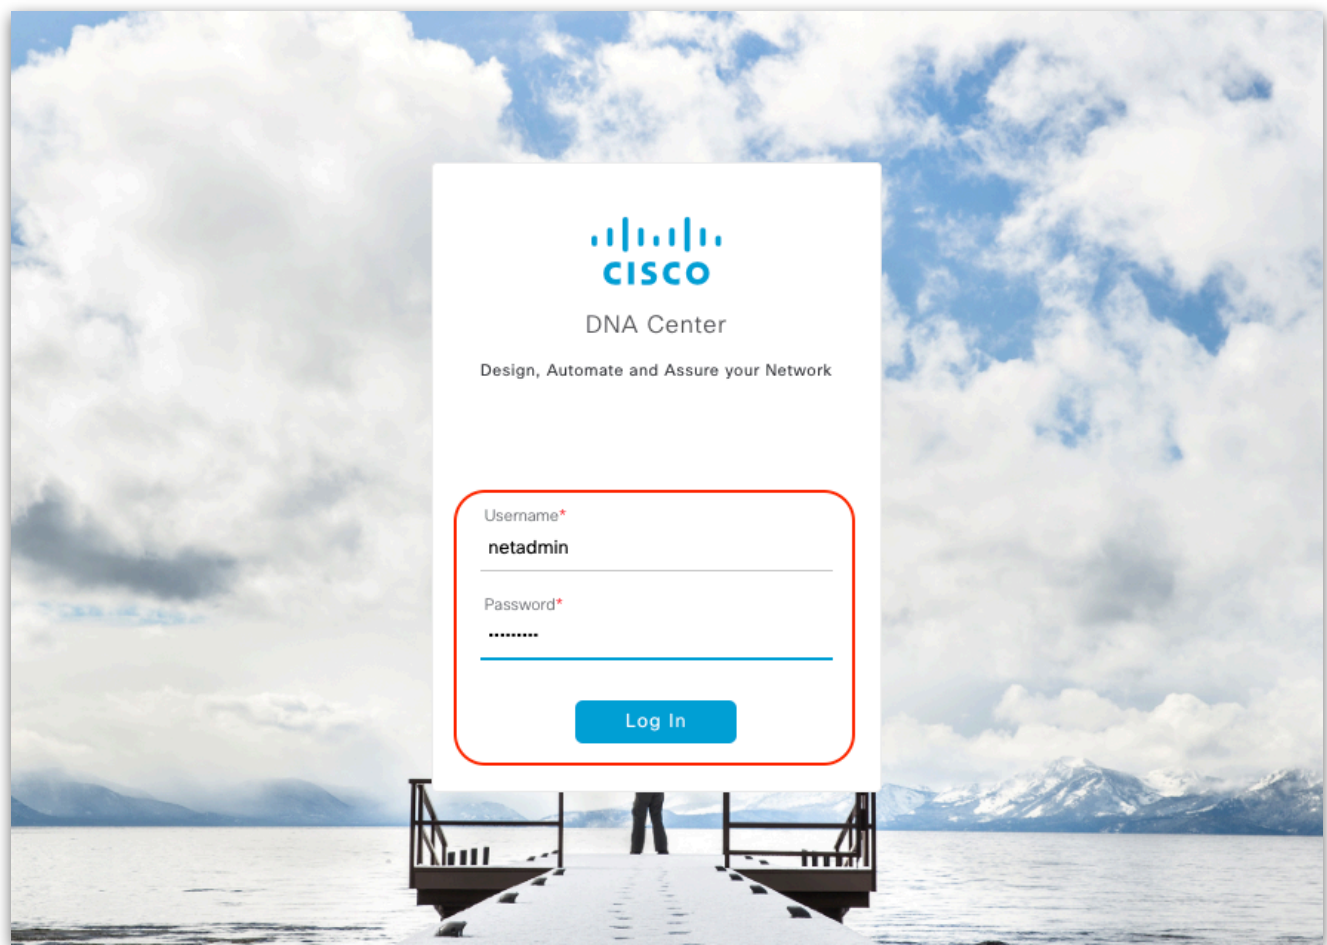 CISCO
DNA Center
Design, Automate and Assure your Network
Username*
netadmin
Password*
•••••••••
Log In